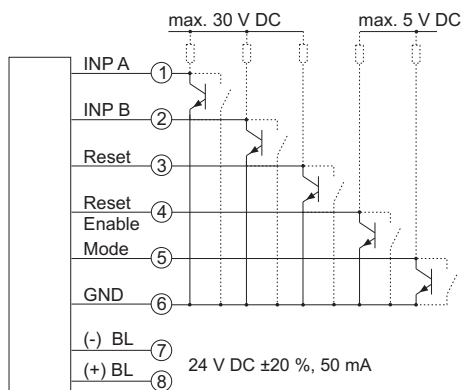 max. 30 V DC
max. 5 V DC
INP A
1
INP B
2
Reset
3
Reset
Enable
4
Mode
5
GND
6
(-) BL
7
(+) BL
8
24 V DC ±20 %, 50 mA